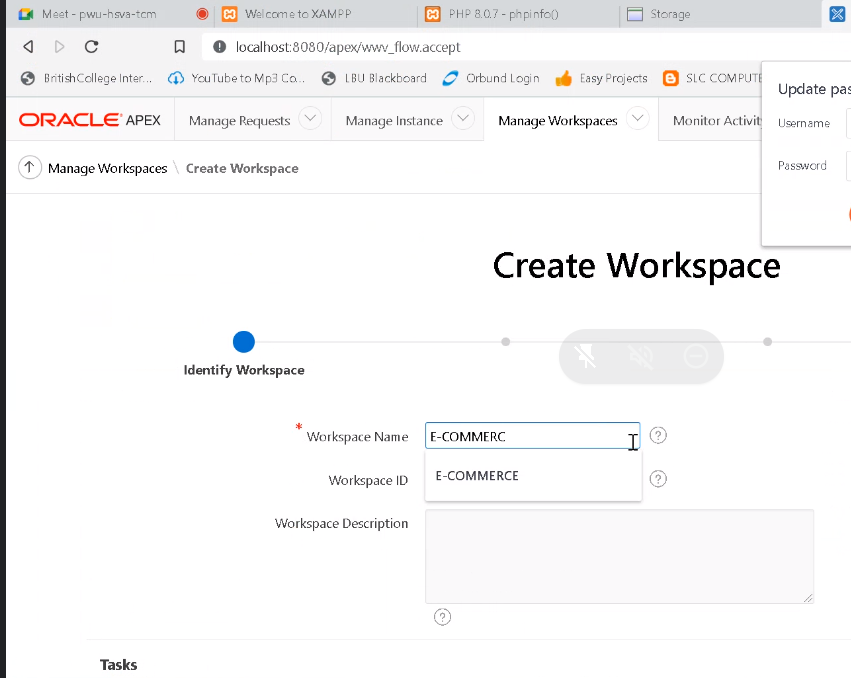 Meet - pwu-hsva-tcm
Welcome to XAMPP
PHP 8.0.7 - phpinfo()
Storage
localhost:8080/apex/wwv_flow.accept
BritishCollege Inter...
YouTube to Mp3 Co...
LBU Blackboard
Orbund Login
Easy Projects
SLC COMPUTE
Update pas
Username
Password
ORACLE APEX
Manage Requests
Manage Instance
Manage Workspaces
Monitor Activit
Manage Workspaces \ Create Workspace
Create Workspace
Identify Workspace
* Workspace Name
E-COMMERC
?
E-COMMERCE
Workspace ID
?
Workspace Description
?
Tasks